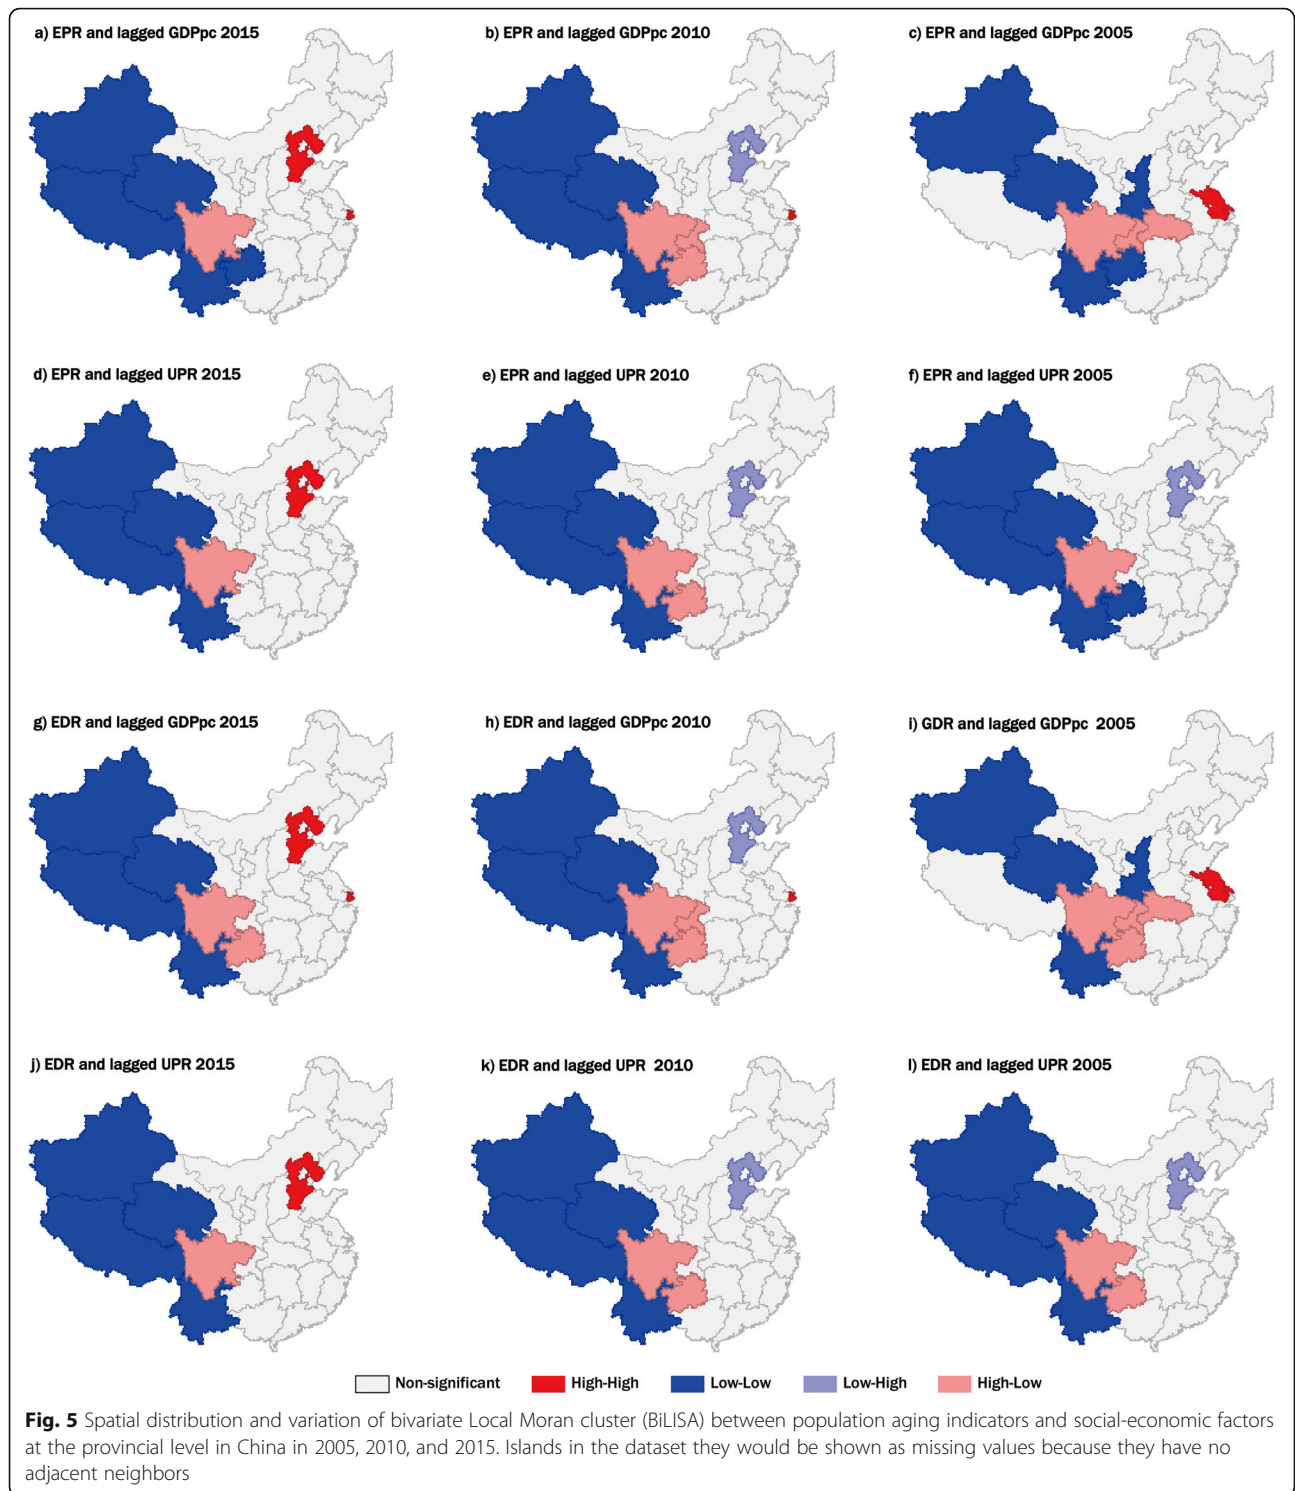 a) EPR and lagged GDPpc 2015
b) EPR and lagged GDPpc 2010
c) EPR and lagged GDPpc 2005
d) EPR and lagged UPR 2015
e) EPR and lagged UPR 2010
f) EPR and lagged UPR 2005
g) EDR and lagged GDPpc 2015
h) EDR and lagged GDPpc 2010
i) GDR and lagged GDPpc 2005
j) EDR and lagged UPR 2015
k) EDR and lagged UPR 2010
l) EDR and lagged UPR 2005
Non-significant High-High Low-Low Low-High High-Low
Fig. 5 Spatial distribution and variation of bivariate Local Moran cluster (BiLISA) between population aging indicators and social-economic factors
at the provincial level in China in 2005, 2010, and 2015. Islands in the dataset they would be shown as missing values because they have no
adjacent neighbors